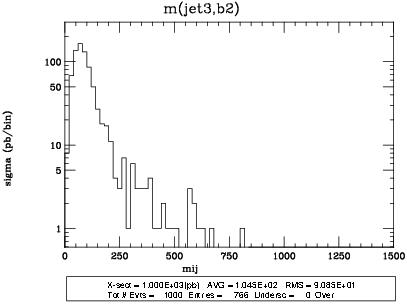 m(jet3,b2)
sigma (pb/bin)
100
50
10
5
1
0 250 500 750 1000 1250 1500
mij
X-sect = 1.000E+03(pb) AVG = 1.045E+02 RMS = 9.085E+01
Tot # Evts = 1000 Entries = 766 Undersc = 0 Over